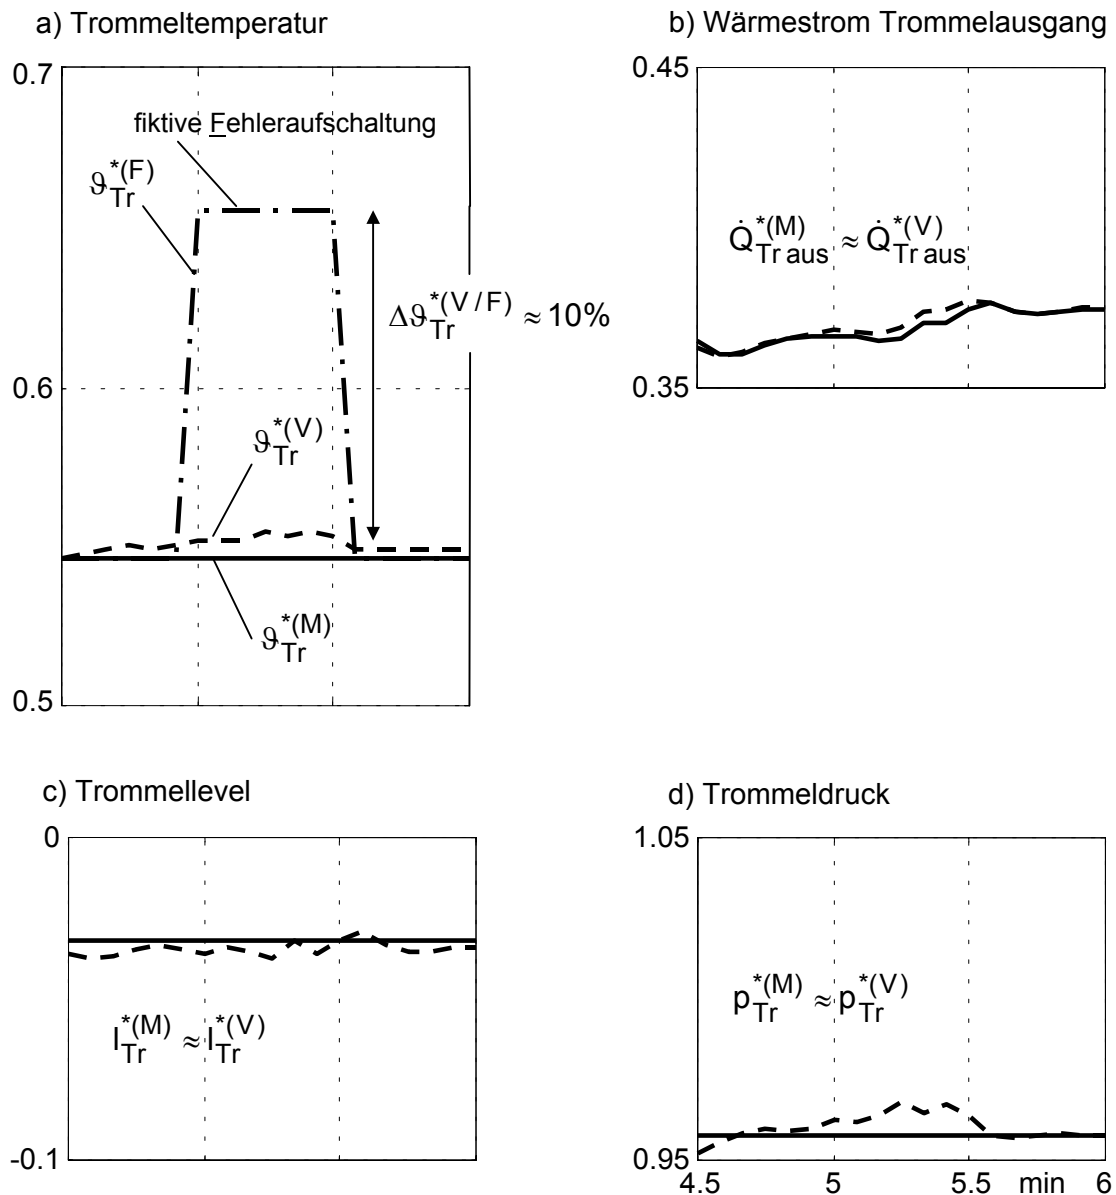 a) Trommeltemperatur
0.7
fiktive Fehleraufschaltung
ϑ*(F)Tr
Δϑ*(V/F)Tr ≈ 10%
0.6
ϑ*(V)Tr
ϑ*(M)Tr
0.5
b) Wärmestrom Trommelausgang
0.45
Q̇*(M)Tr aus ≈ Q̇*(V)Tr aus
0.35
c) Trommellevel
0
l*(M)Tr ≈ l*(V)Tr
-0.1
d) Trommeldruck
1.05
p*(M)Tr ≈ p*(V)Tr
0.95
4.5 5 5.5 min 6